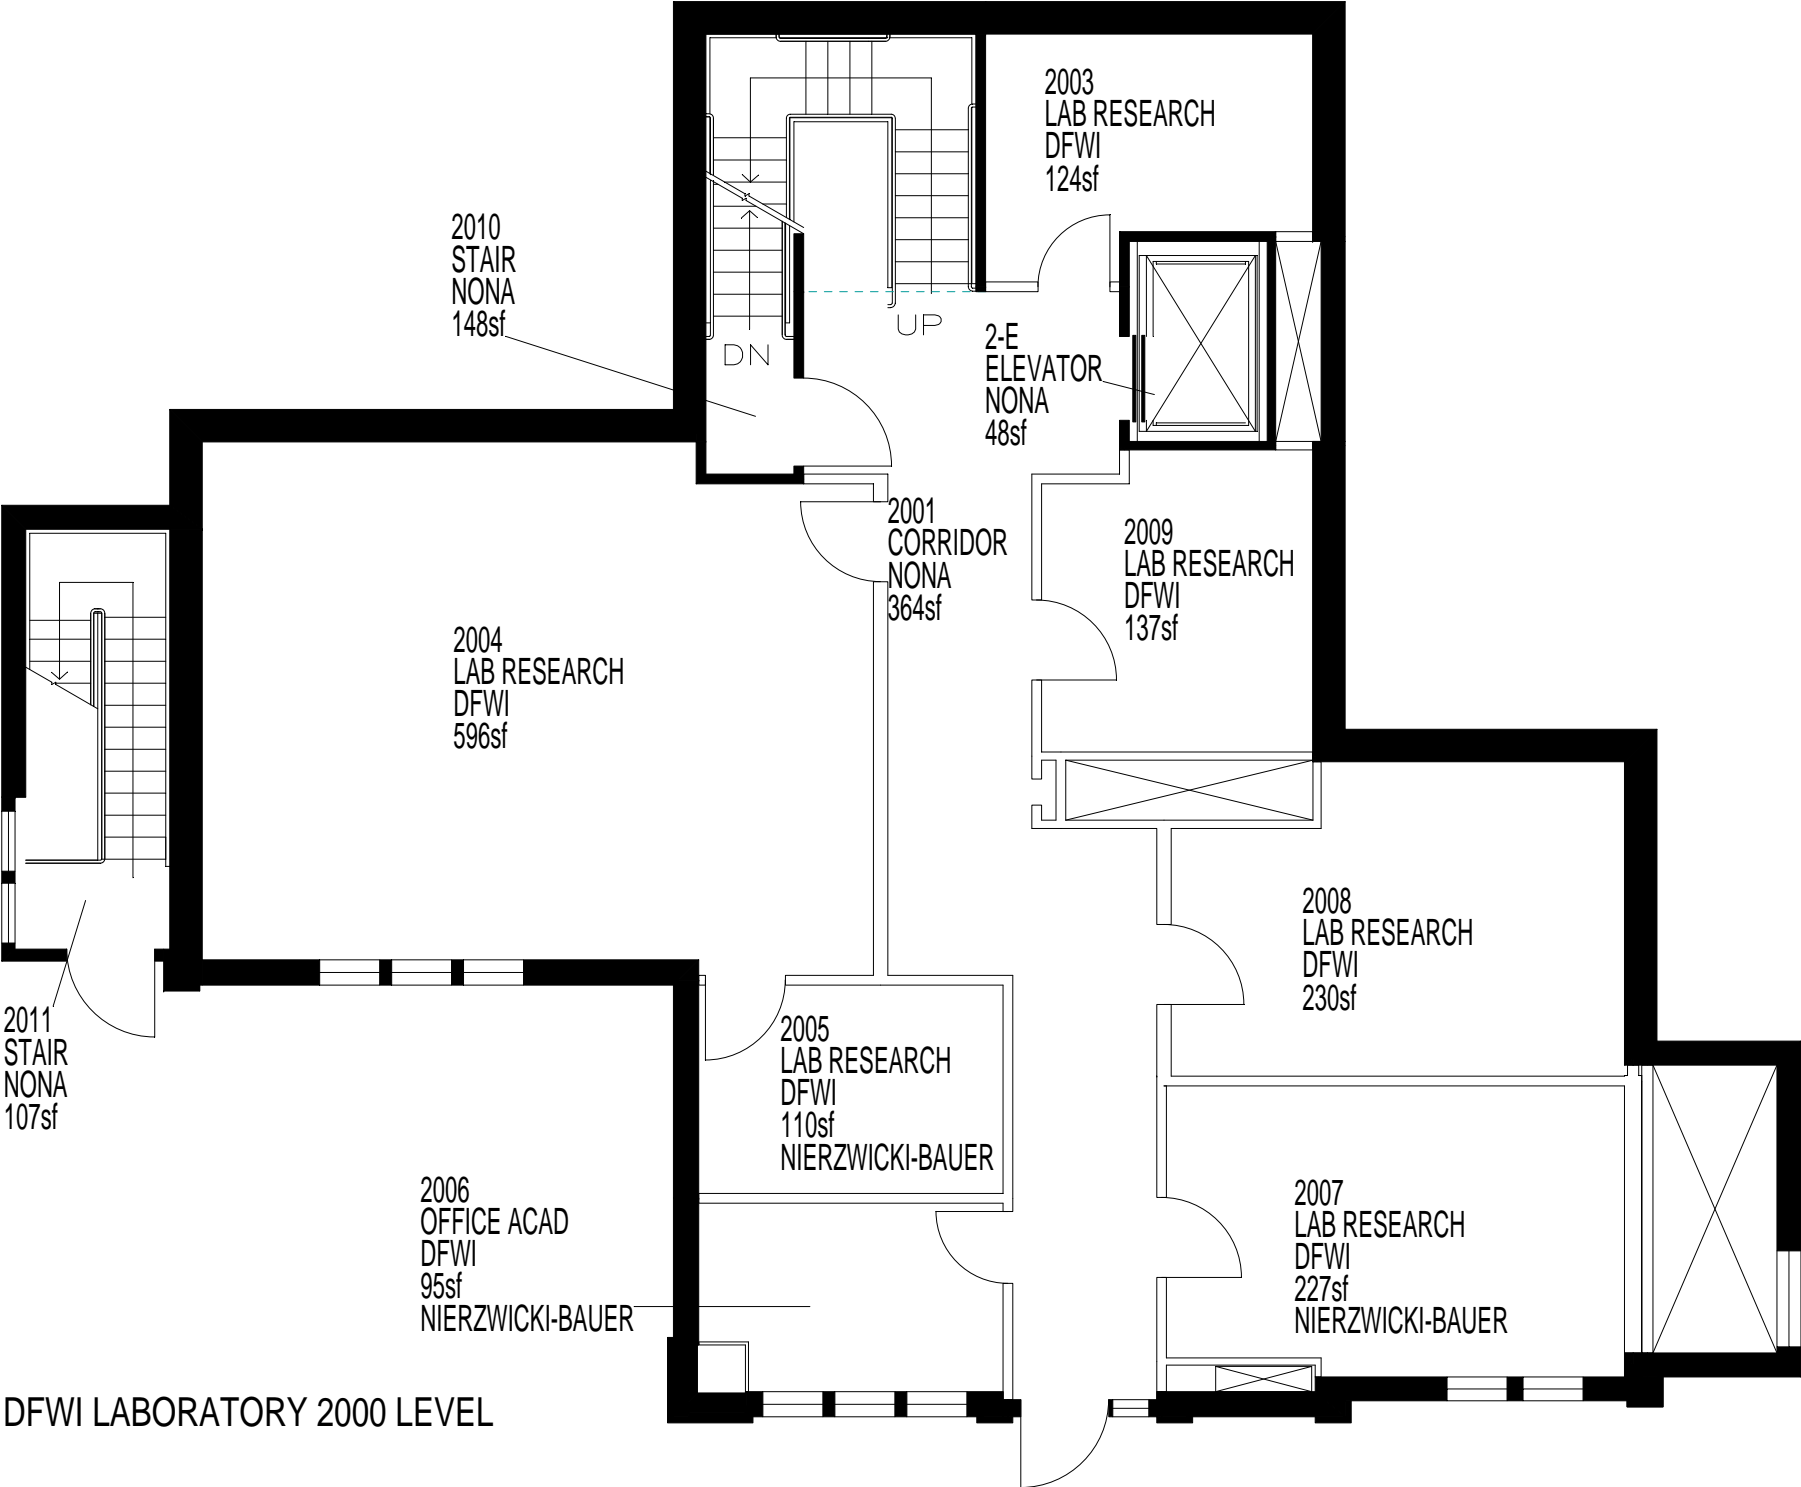 2003
LAB RESEARCH
DFWI
124sf
2010
STAIR
NONA
148sf
UP
DN
2-E
ELEVATOR
NONA
48sf
2001
CORRIDOR
NONA
364sf
2009
LAB RESEARCH
DFWI
137sf
2004
LAB RESEARCH
DFWI
596sf
2008
LAB RESEARCH
DFWI
230sf
2011
STAIR
NONA
107sf
2005
LAB RESEARCH
DFWI
110sf
NIERZWICKI-BAUER
2006
OFFICE ACAD
DFWI
95sf
NIERZWICKI-BAUER
2007
LAB RESEARCH
DFWI
227sf
NIERZWICKI-BAUER
DFWI LABORATORY 2000 LEVEL